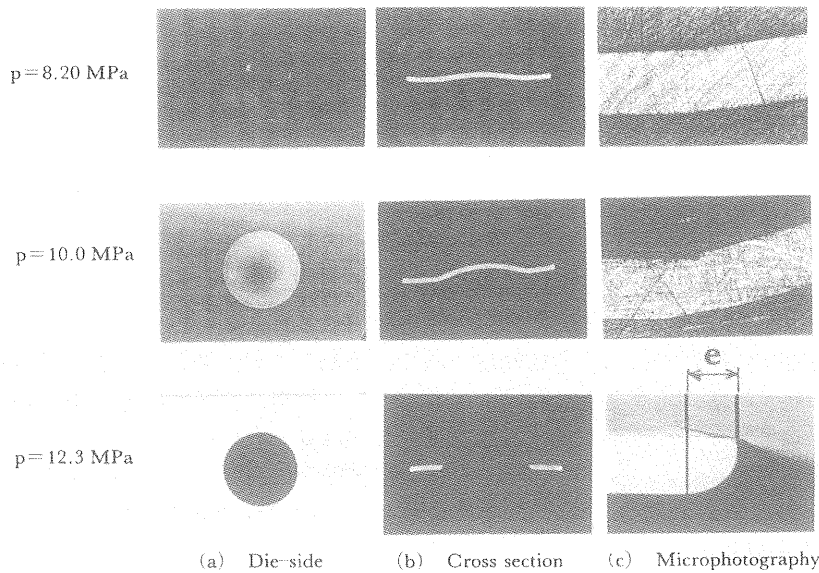 p=8.20 MPa
p=10.0 MPa
e
p=12.3 MPa
(a) Die-side
(b) Cross section
(c) Microphotography